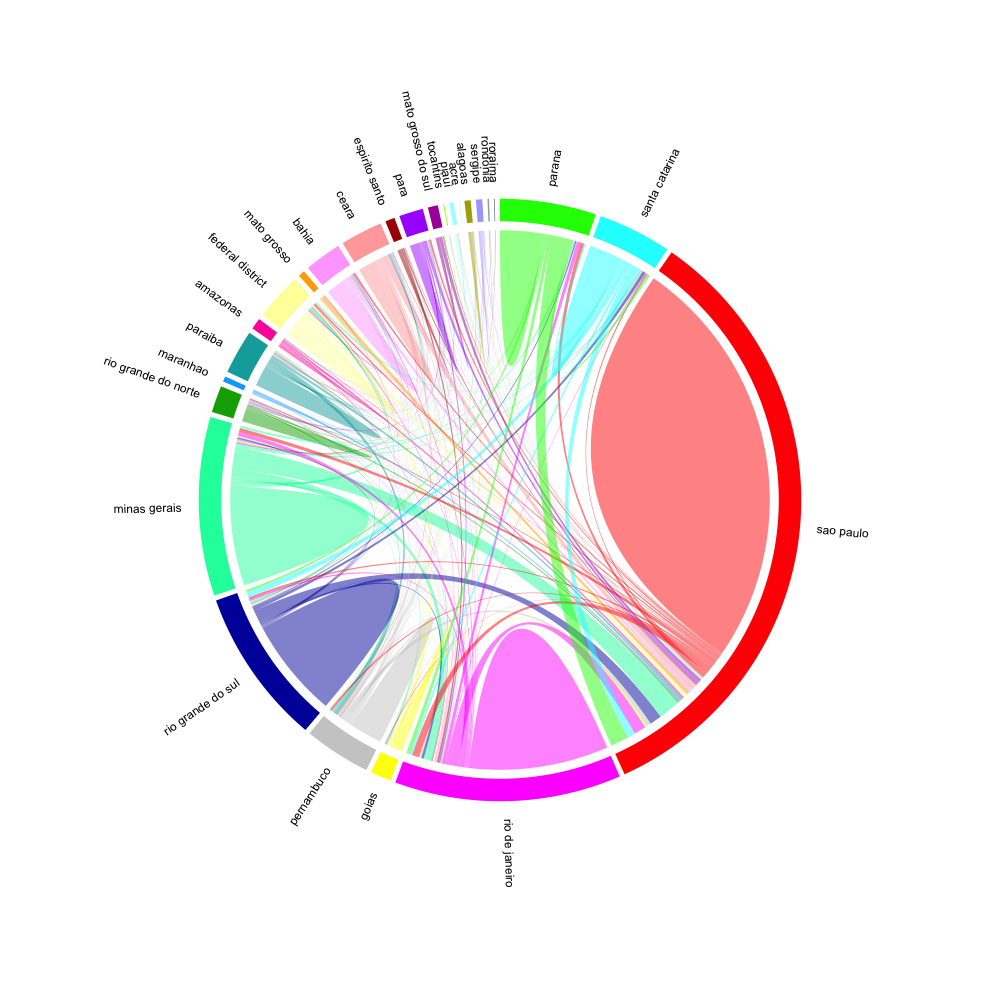 parana
santa catarina
sao paulo
rio de janeiro
goias
pernambuco
rio grande do sul
minas gerais
rio grande do norte
maranhao
paraiba
amazonas
federal district
mato grosso
bahia
ceara
espirito santo
para
mato grosso do sul
tocantins
piaui
acre
alagoas
sergipe
rondonia
roraima